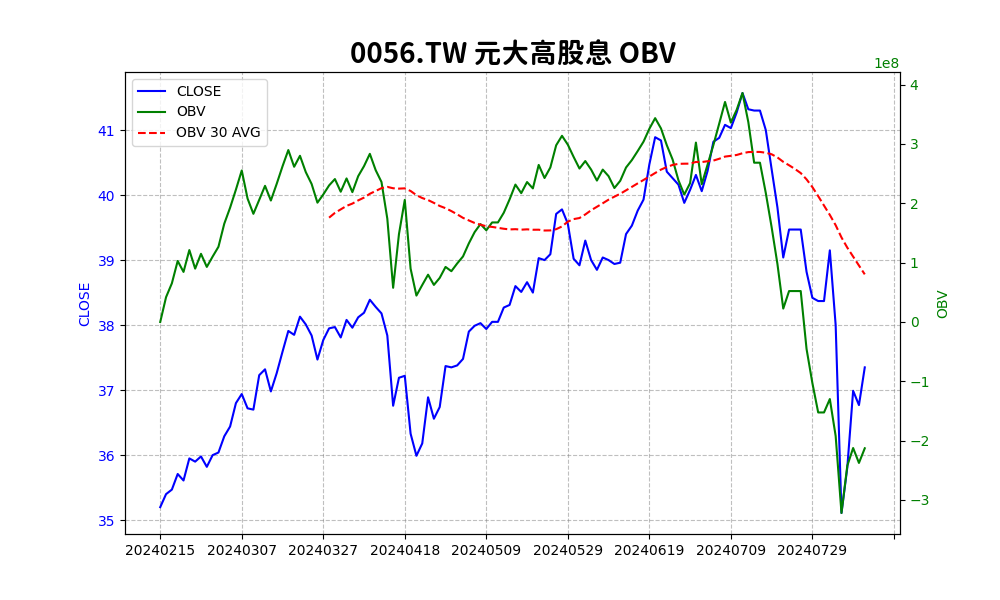 0056.TW 元大高股息 OBV
1e8
CLOSE
OBV
OBV 30 AVG
41
40
39
38
37
36
35
CLOSE
4
3
2
1
0
−1
−2
−3
OBV
20240215 20240307 20240327 20240418 20240509 20240529 20240619 20240709 20240729